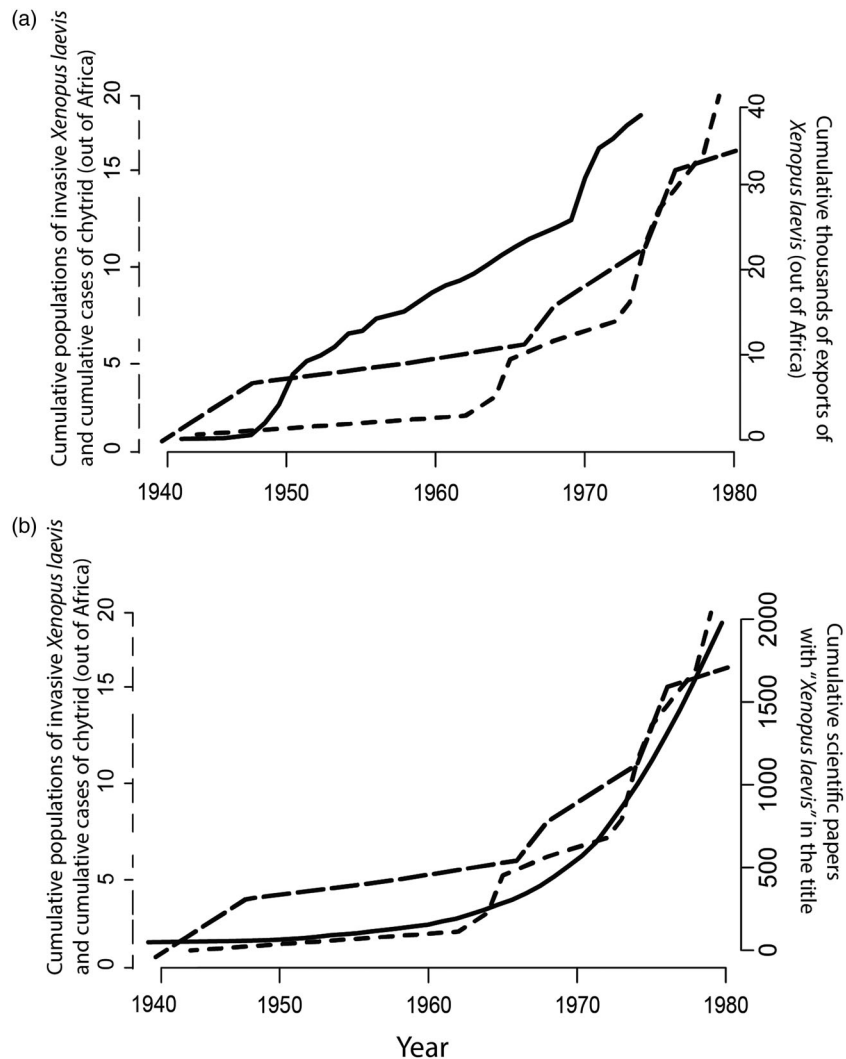 (a)
Cumulative populations of invasive Xenopus laevis
and cumulative cases of chytrid (out of Africa)
20
15
10
5
0
40
30
20
10
0
Cumulative thousands of exports of
Xenopus laevis (out of Africa)
1940 1950 1960 1970 1980
(b)
Cumulative populations of invasive Xenopus laevis
and cumulative cases of chytrid (out of Africa)
20
15
10
5
0
2000
1500
1000
500
0
Cumulative scientific papers
with "Xenopus laevis" in the title
1940 1950 1960 1970 1980
Year